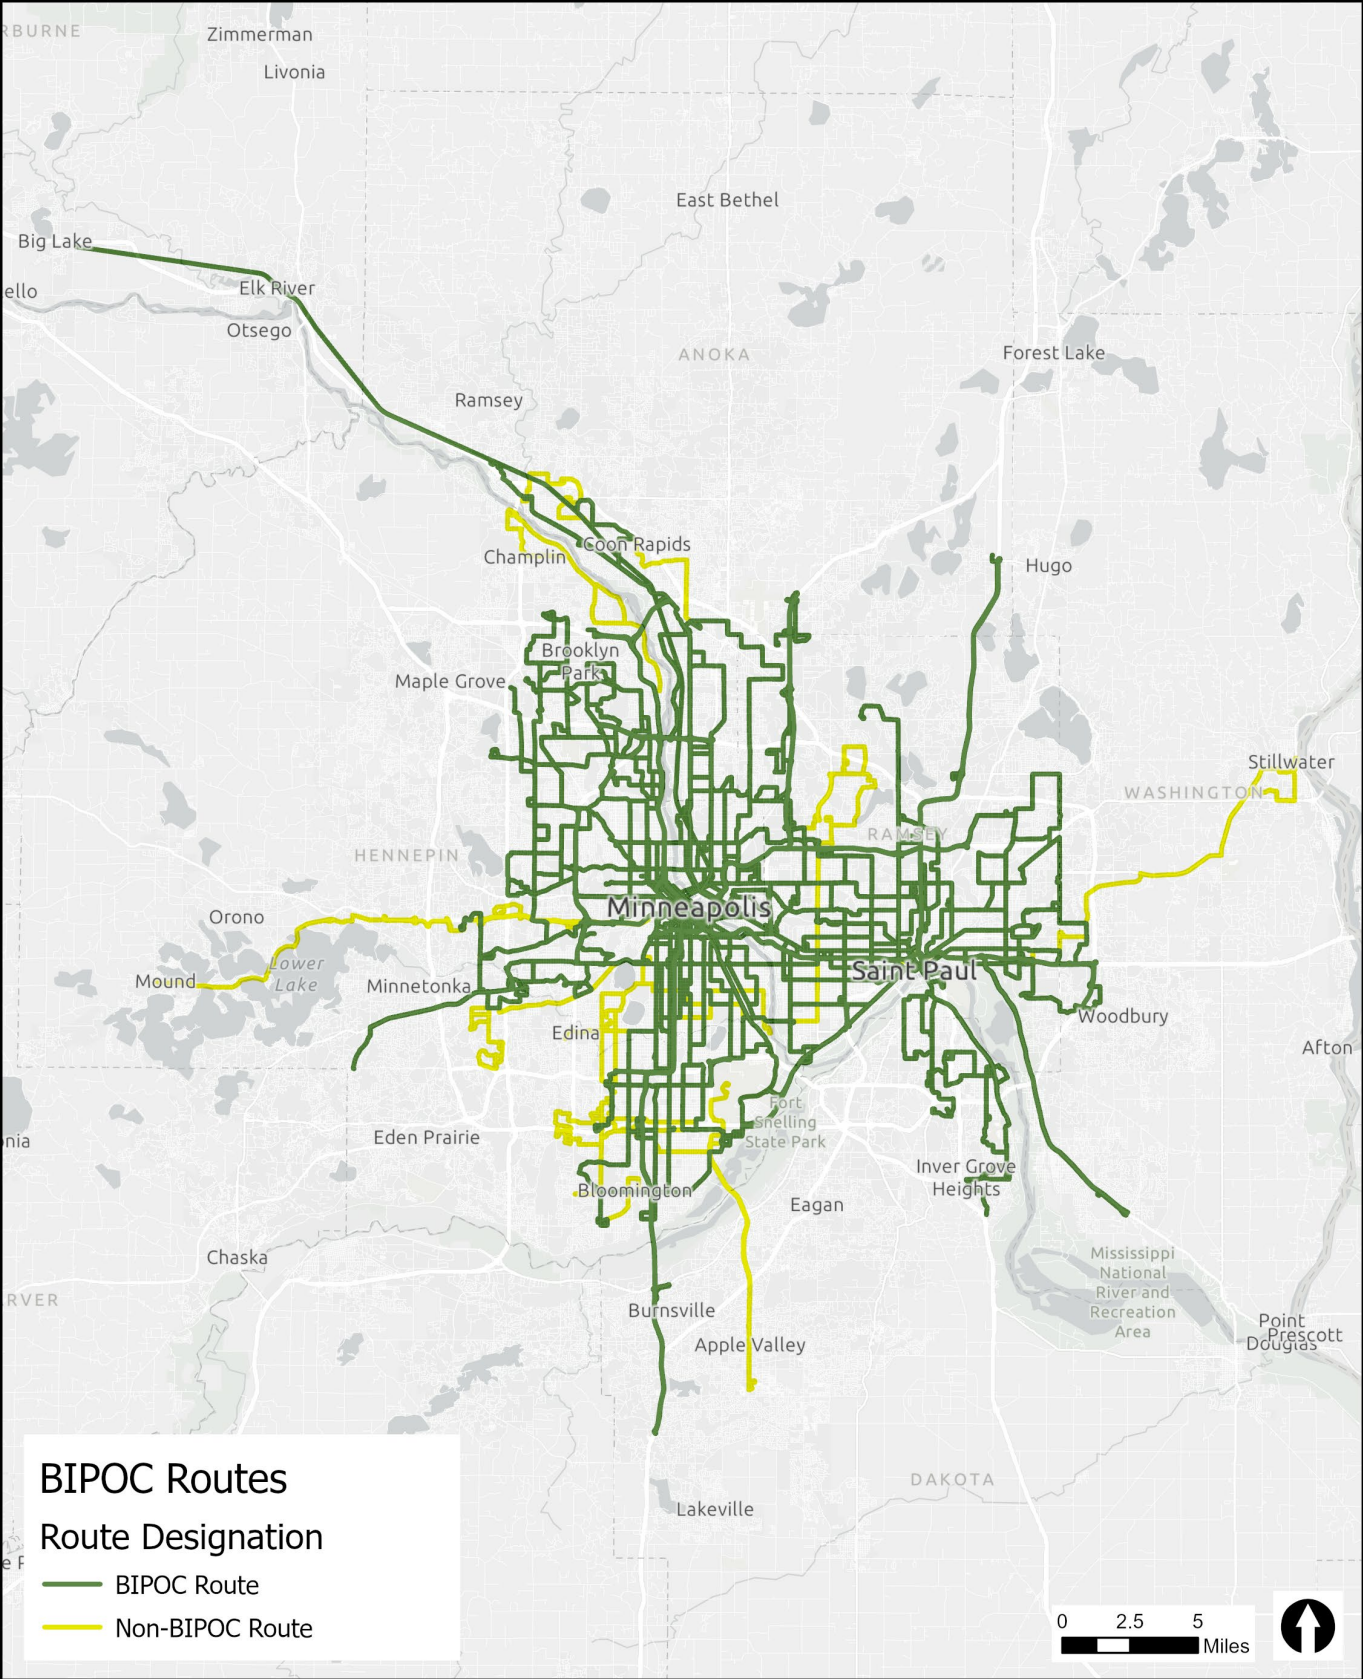 RBURNE
Zimmerman
Livonia
East Bethel
Big Lake
Elk River
ello
Otsego
ANOKA
Forest Lake
Ramsey
Coon Rapids
Champlin
Hugo
Brooklyn
Park
Maple Grove
Stillwater
WASHINGTON
RAMSEY
HENNEPIN
Minneapolis
Orono
Lower
Lake
Mound
Minnetonka
Saint Paul
Woodbury
Edina
Afton
Fort
Snelling
State Park
Eden Prairie
onia
Inver Grove
Heights
Bloomington
Eagan
Chaska
Mississippi
National
River and
Recreation
Area
RVER
Burnsville
Apple Valley
Point
Douglas
Prescott
DAKOTA
Lakeville
e P
BIPOC Routes
Route Designation
BIPOC Route
Non-BIPOC Route
0 2.5 5
Miles